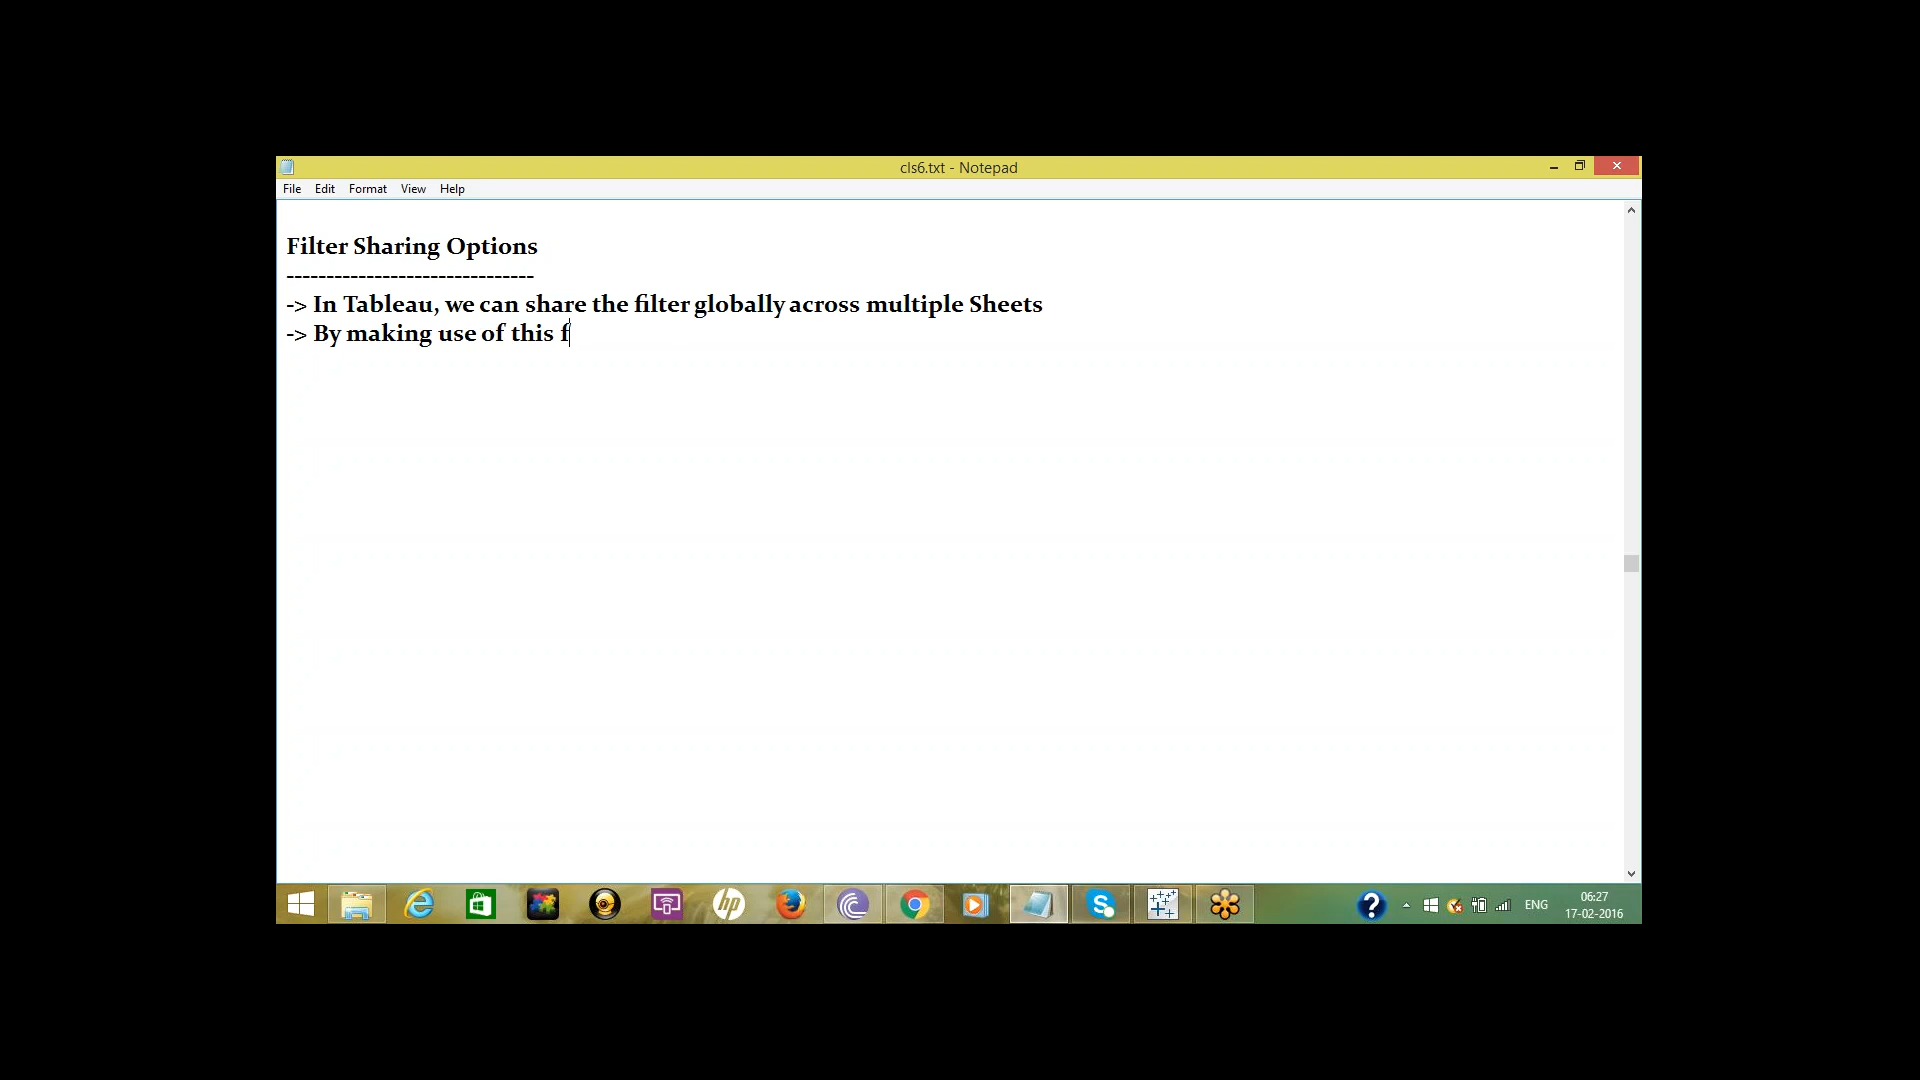 cls6.txt - Notepad
File Edit Format View Help
Filter Sharing Options
-------------------------------
-> In Tableau, we can share the filter globally across multiple Sheets
-> By making use of this f
hp
ENG
06:27
17-02-2016